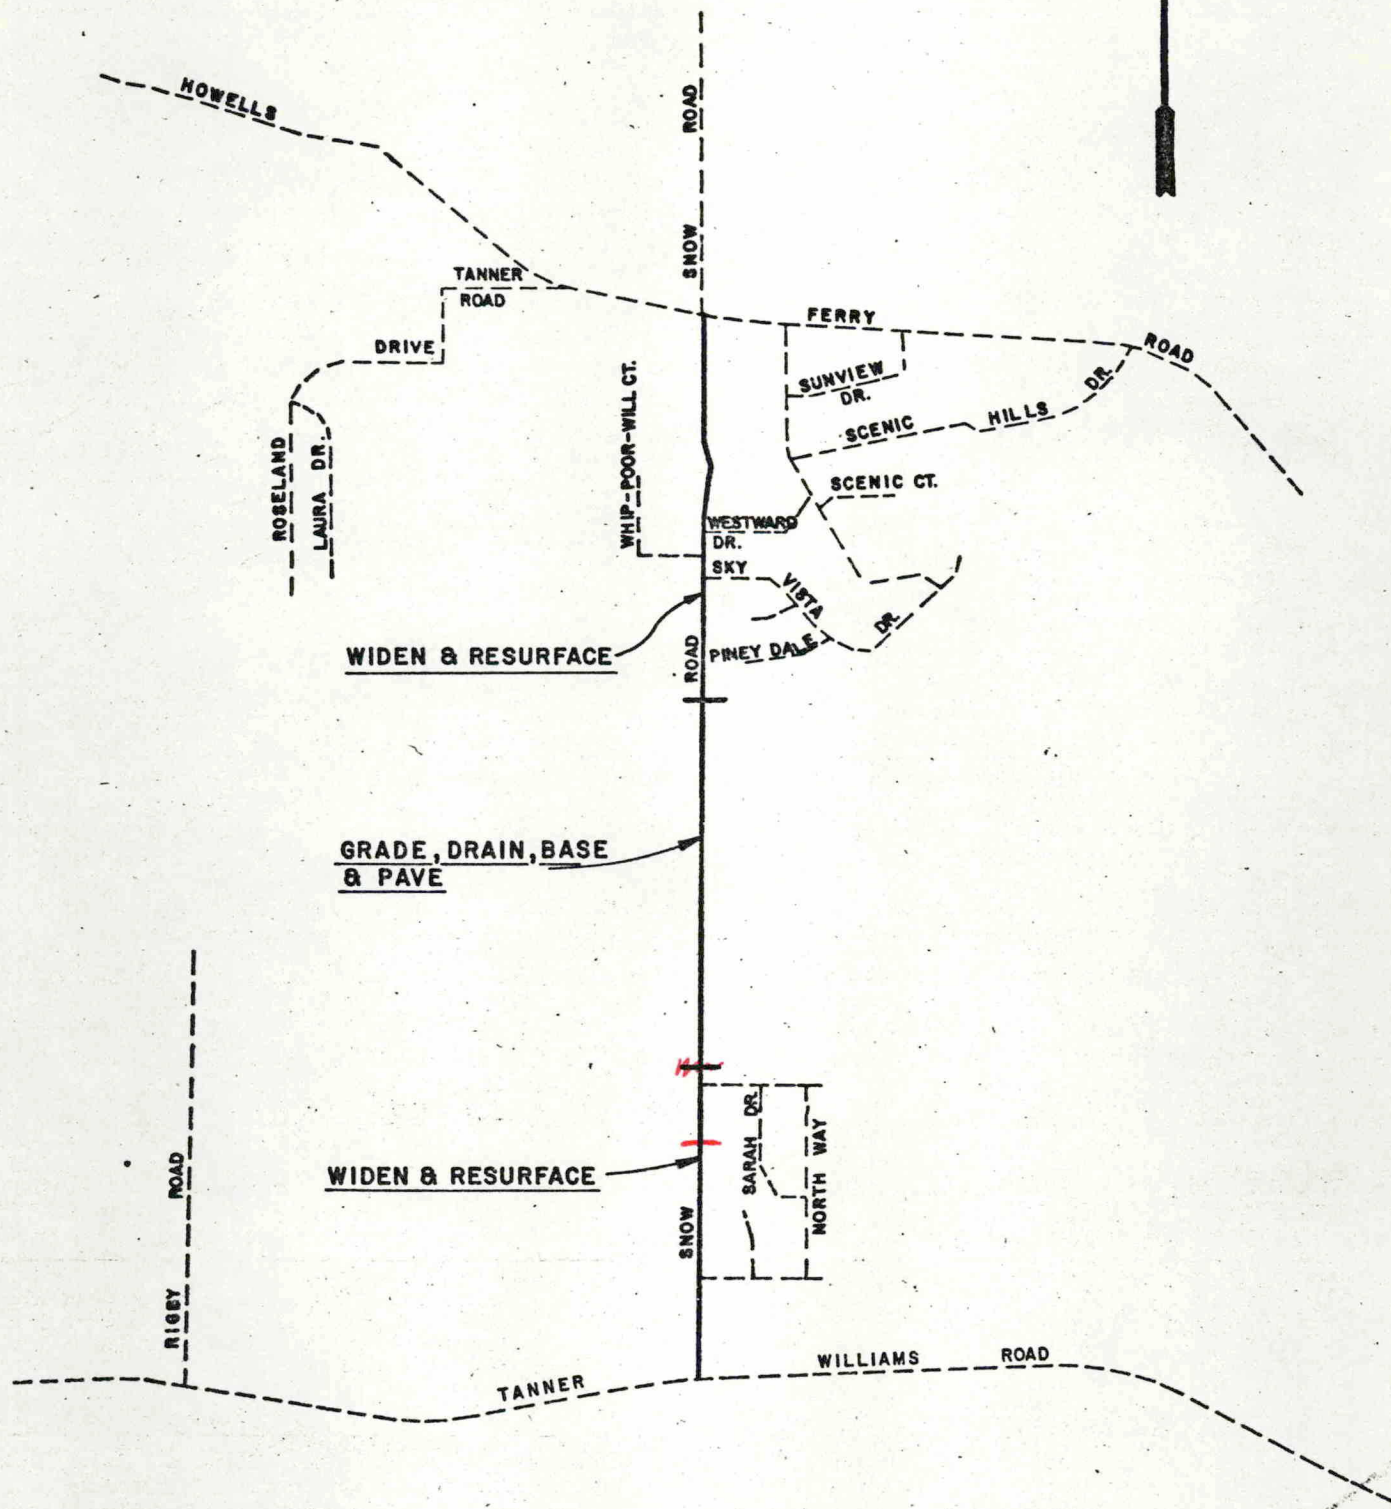 HOWELLS
ROAD
SNOW
TANNER
ROAD
FERRY
ROAD
DRIVE
SUNVIEW
DR.
DR.
HILLS
SCENIC
WHIP-POOR-WILL CT.
ROSELAND
LAURA DR.
SCENIC CT.
WESTWARD
DR.
SKY
VISTA
DR.
WIDEN & RESURFACE
ROAD
PINEY DALE
GRADE, DRAIN, BASE
& PAVE
SARAH DR.
NORTH WAY
ROAD
WIDEN & RESURFACE
SNOW
RIGBY
WILLIAMS
ROAD
TANNER